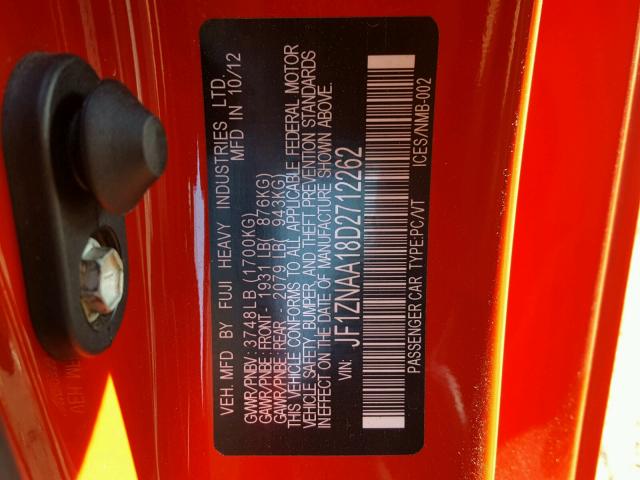 VEH. MFD BY FUJI HEAVY INDUSTRIES LTD.
DATE OF MFD 10/12
GVWR/PNBV : 3748LB (1700KG)
GAWR/PNBE : FRONT - 1931 LB( 876KG)
GAWR/PNBE : REAR - 2079 LB( 943KG)
THIS VEHICLE CONFORMS TO ALL APPLICABLE FEDERAL MOTOR
VEHICLE SAFETY, BUMPER, AND THEFT PREVENTION STANDARDS
IN EFFECT ON THE DATE OF MANUFACTURE SHOWN ABOVE.
VIN: JF1ZNAA18D2712262
PASSENGER CAR TYPE:PC/VT ICES/NMB-002